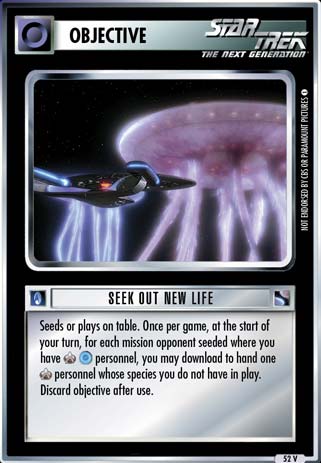 OBJECTIVE
STAR TREK
THE NEXT GENERATION
NOT ENDORSED BY CBS OR PARAMOUNT PICTURES
SEEK OUT NEW LIFE
Seeds or plays on table. Once per game, at the start
of your turn, for each mission opponent seeded where you
have personnel, you may download to hand one
personnel whose species you do not have in play.
Discard objective after use.
52 V